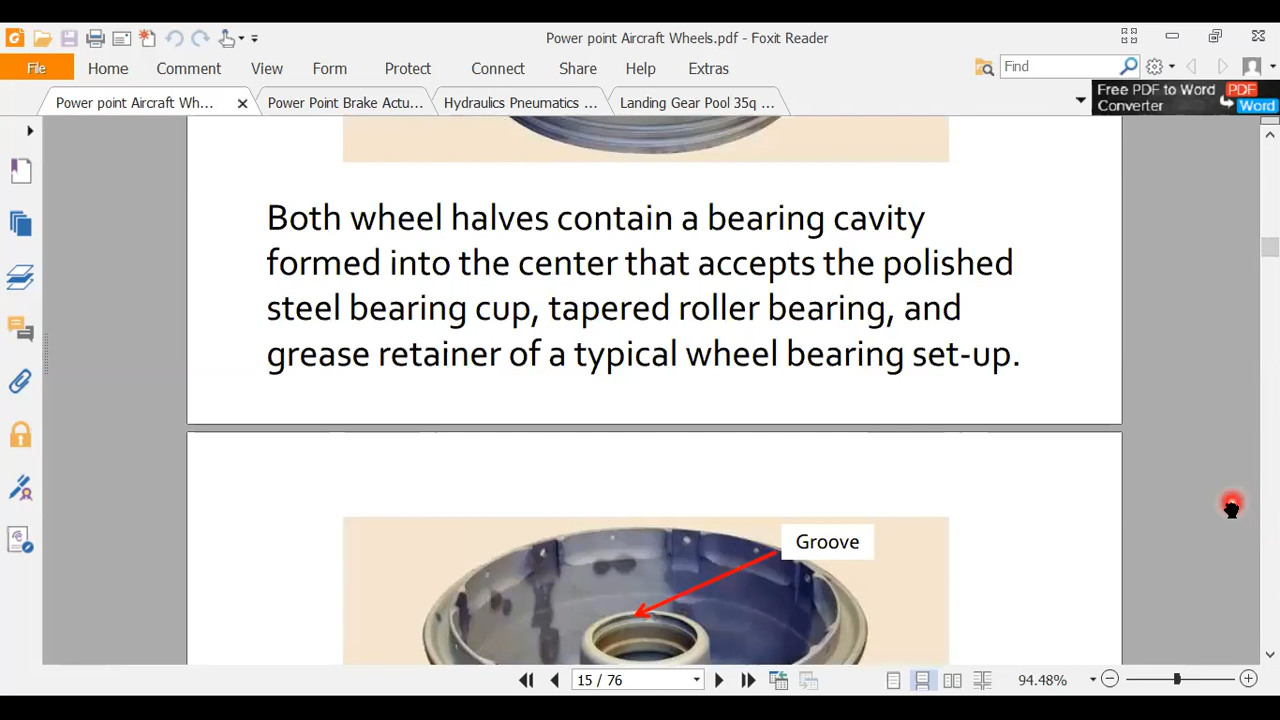 Power point Aircraft Wheels.pdf - Foxit Reader
File Home Comment View Form Protect Connect Share Help Extras Find
Power point Aircraft Wh... Power Point Brake Actu... Hydraulics Pneumatics ... Landing Gear Pool 35q ... Free PDF to Word PDF
Converter Word
Both wheel halves contain a bearing cavity
formed into the center that accepts the polished
steel bearing cup, tapered roller bearing, and
grease retainer of a typical wheel bearing set-up.
Groove
15 / 76 94.48%